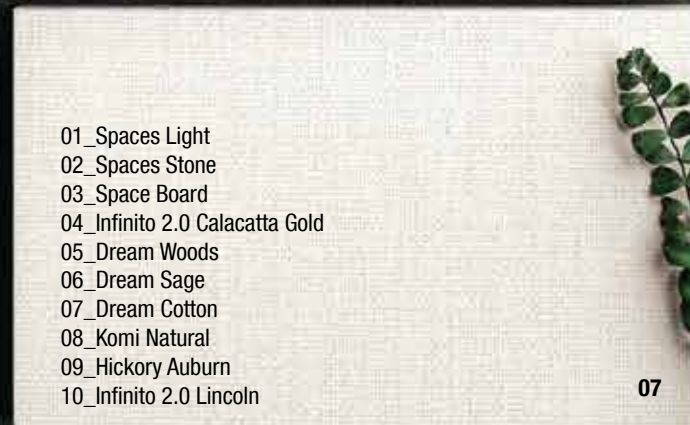 01_Spaces Light
02_Spaces Stone
03_Space Board
04_Infinito 2.0 Calacatta Gold
05_Dream Woods
06_Dream Sage
07_Dream Cotton
08_Komi Natural
09_Hickory Auburn
10_Infinito 2.0 Lincoln
07